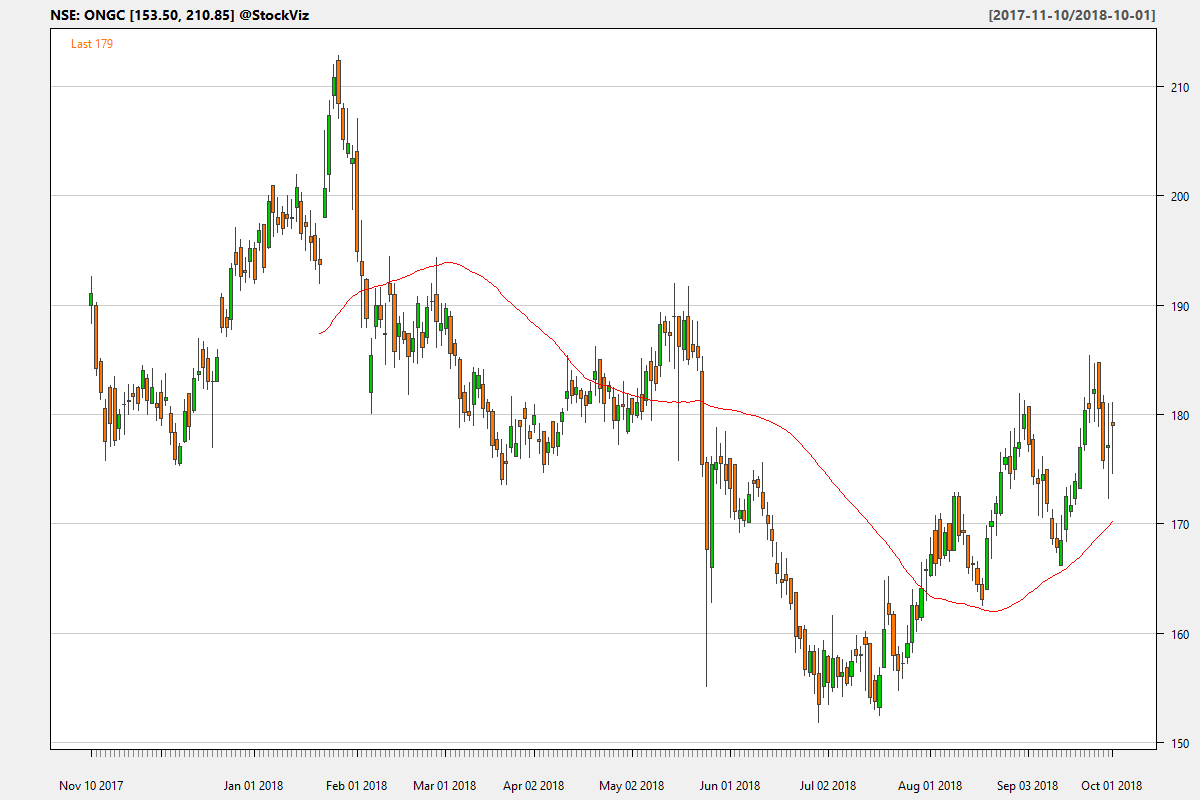 NSE: ONGC [153.50, 210.85] @StockViz
[2017-11-10/2018-10-01]
Last 179
210
200
190
180
170
160
150
Nov 10 2017
Jan 01 2018
Feb 01 2018
Mar 01 2018
Apr 02 2018
May 02 2018
Jun 01 2018
Jul 02 2018
Aug 01 2018
Sep 03 2018
Oct 01 2018